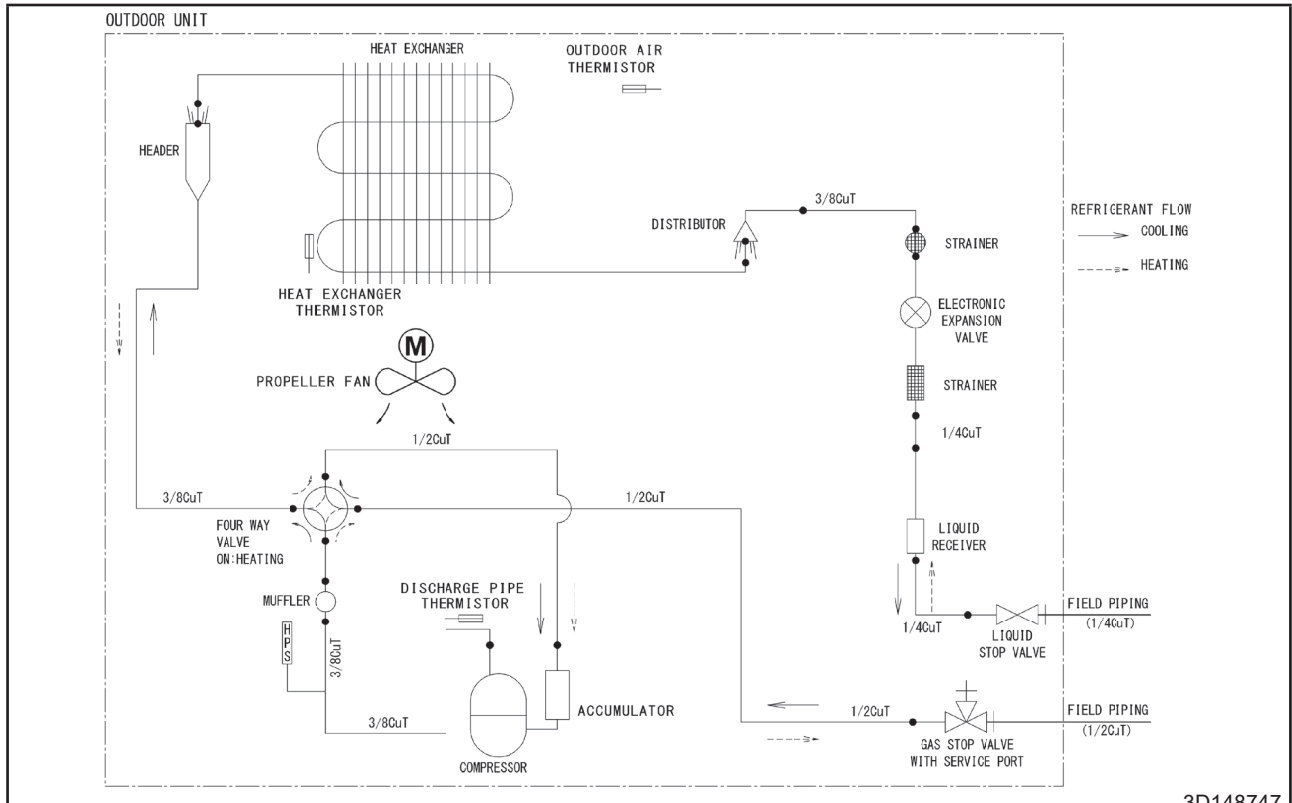 OUTDOOR UNIT
HEAT EXCHANGER
OUTDOOR AIR
THERMISTOR
HEADER
3/8CuT
DISTRIBUTOR
STRAINER
REFRIGERANT FLOW
COOLING
HEATING
HEAT EXCHANGER
THERMISTOR
ELECTRONIC
EXPANSION
VALVE
M
PROPELLER FAN
STRAINER
1/4CuT
1/2CuT
3/8CuT
1/2CuT
FOUR WAY
VALVE
ON:HEATING
LIQUID
RECEIVER
MUFFLER
DISCHARGE PIPE
THERMISTOR
HPS
3/8CuT
FIELD PIPING
(1/4CuT)
1/4CuT
LIQUID
STOP VALVE
3/8CuT
ACCUMULATOR
COMPRESSOR
1/2CuT
FIELD PIPING
(1/2CuT)
GAS STOP VALVE
WITH SERVICE PORT
3D148747